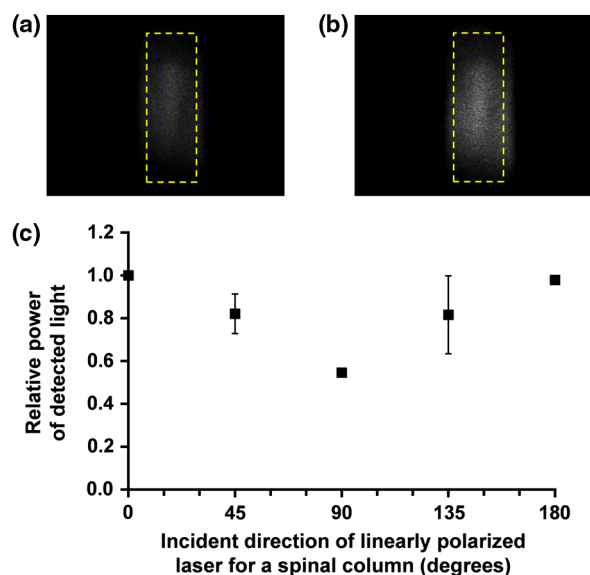 (a)
(b)
(c)
1.2
1.0
0.8
0.6
0.4
0.2
0.0
Relative power
of detected light
0 45 90 135 180
Incident direction of linearly polarized
laser for a spinal column (degrees)